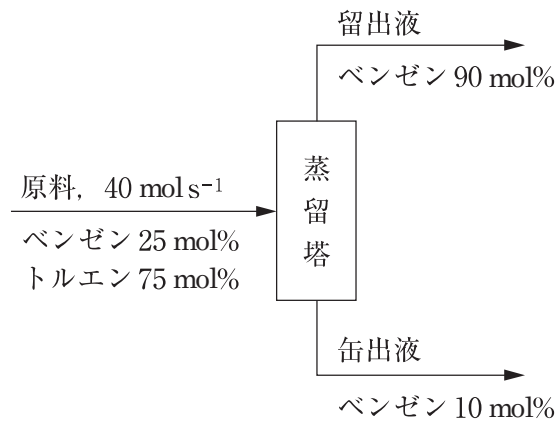 留出液
ベンゼン 90 mol%
蒸留塔
原料，40 mol s⁻¹
ベンゼン 25 mol%
トルエン 75 mol%
缶出液
ベンゼン 10 mol%